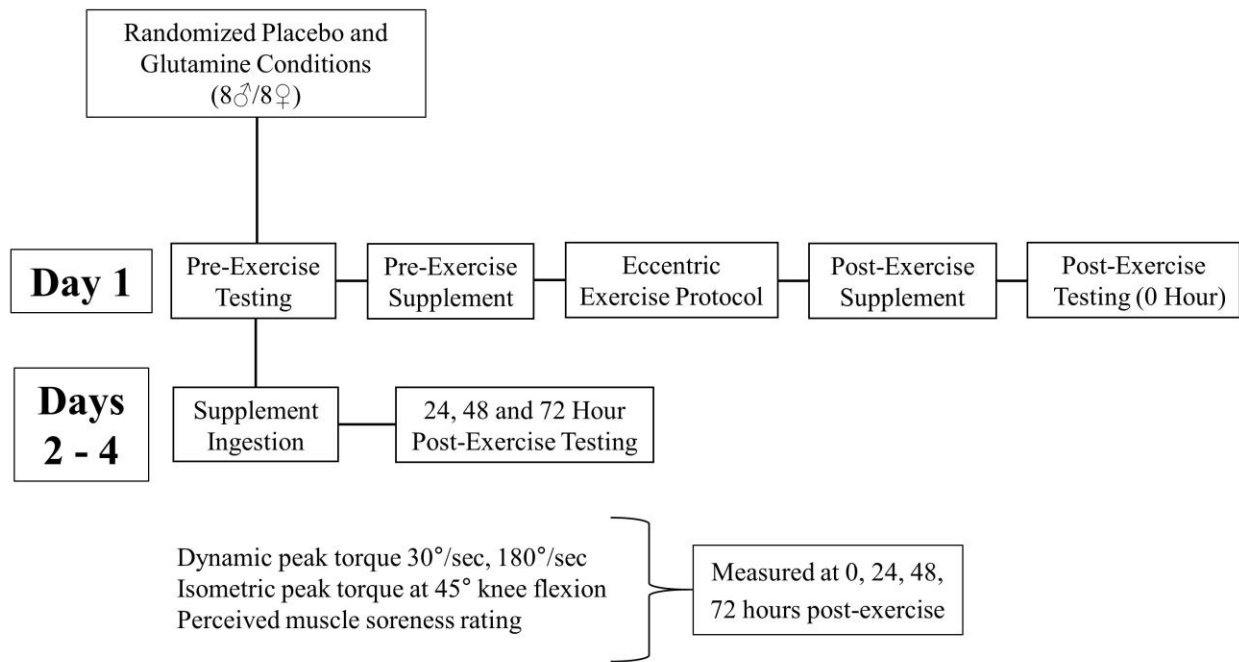 Randomized Placebo and
Glutamine Conditions
(8♂/8♀)
Day 1
Pre-Exercise
Testing
Pre-Exercise
Supplement
Eccentric
Exercise Protocol
Post-Exercise
Supplement
Post-Exercise
Testing (0 Hour)
Days
2 - 4
Supplement
Ingestion
24, 48 and 72 Hour
Post-Exercise Testing
Dynamic peak torque 30°/sec, 180°/sec
Isometric peak torque at 45° knee flexion
Perceived muscle soreness rating
Measured at 0, 24, 48,
72 hours post-exercise